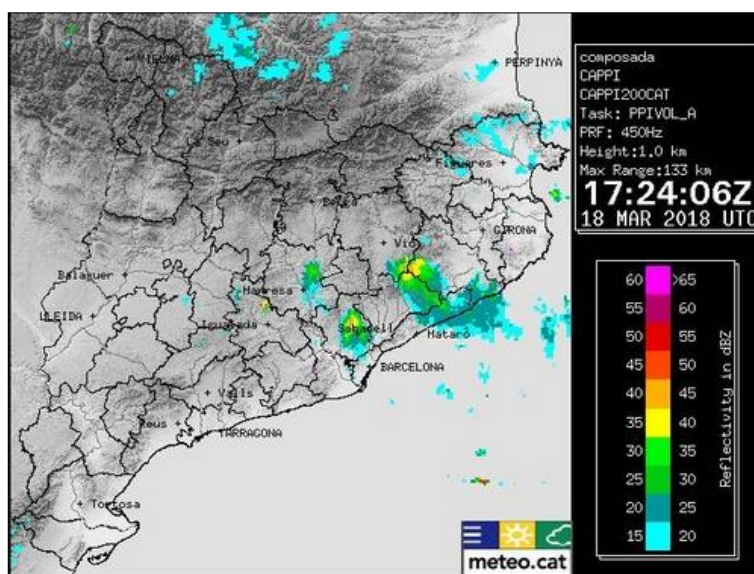 VIELHA
PERPINYÀ
Seu
Figueres
Berga
Vic
GIRONA
Balaguer
Manresa
LLEIDA
Igualada
Sabadell
Mataró
BARCELONA
Valls
Reus
TARRAGONA
Tortosa
meteo.cat
composada
CAPPI
CAPPI200CAT
Task: PPIVOL_A
PRF: 450Hz
Height:1.0 km
Max Range:133 km
17:24:06Z
18 MAR 2018 UTC
60 >65
55 60
50 55
45 50
40 45
35 40
30 35
25 30
20 25
15 20
Reflectivity in dBZ